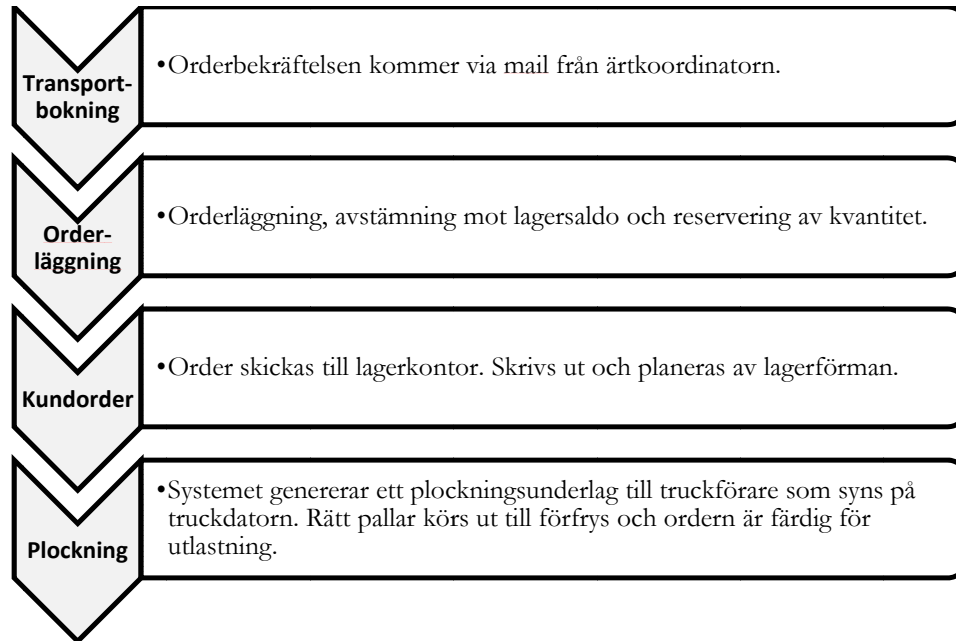 Transport-
bokning
•Orderbekräftelsen kommer via mail från ärtkoordinatorn.
Order-
läggning
•Orderläggning, avstämning mot lagersaldo och reservering av kvantitet.
Kundorder
•Order skickas till lagerkontor. Skrivs ut och planeras av lagerförman.
Plockning
•Systemet genererar ett plockningsunderlag till truckförare som syns på
truckdatorn. Rätt pallar körs ut till förfrys och ordern är färdig för
utlastning.